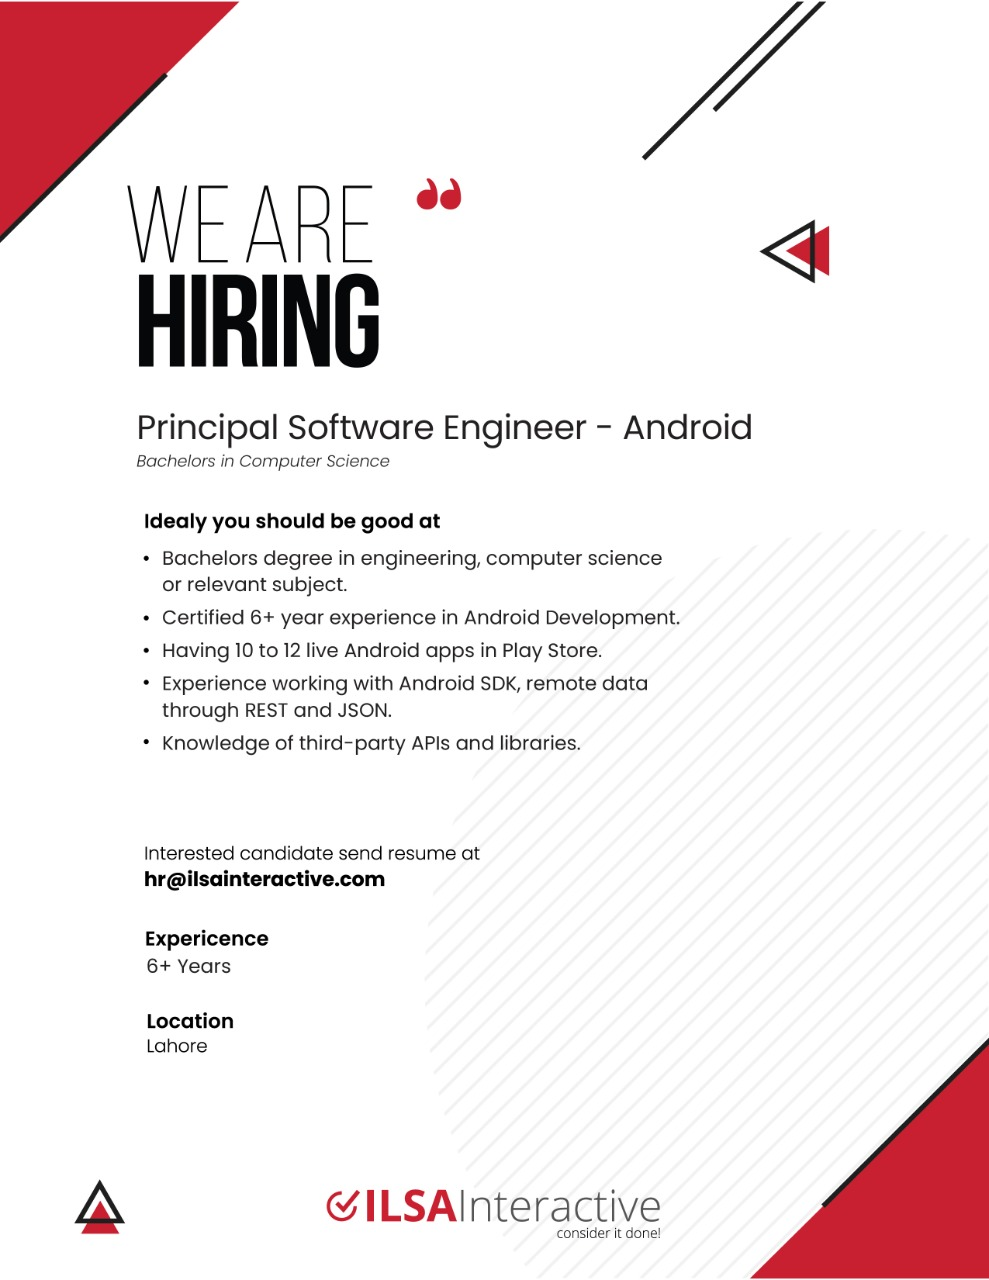 WE ARE
HIRING
Principal Software Engineer - Android
Bachelors in Computer Science
Idealy you should be good at
• Bachelors degree in engineering, computer science
or relevant subject.
• Certified 6+ year experience in Android Development.
• Having 10 to 12 live Android apps in Play Store.
• Experience working with Android SDK, remote data
through REST and JSON.
• Knowledge of third-party APIs and libraries.
Interested candidate send resume at
hr@ilsainteractive.com
Expericence
6+ Years
Location
Lahore
ILSAInteractive
consider it done!